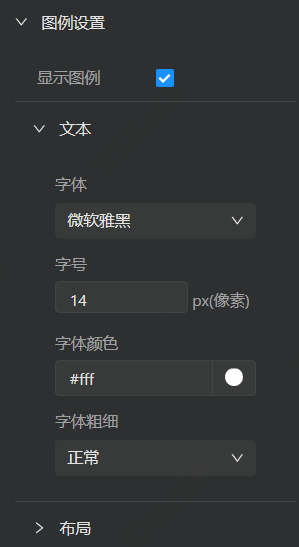 图例设置
显示图例
文本
字体
微软雅黑
字号
14 px(像素)
字体颜色
#fff
字体粗细
正常
布局